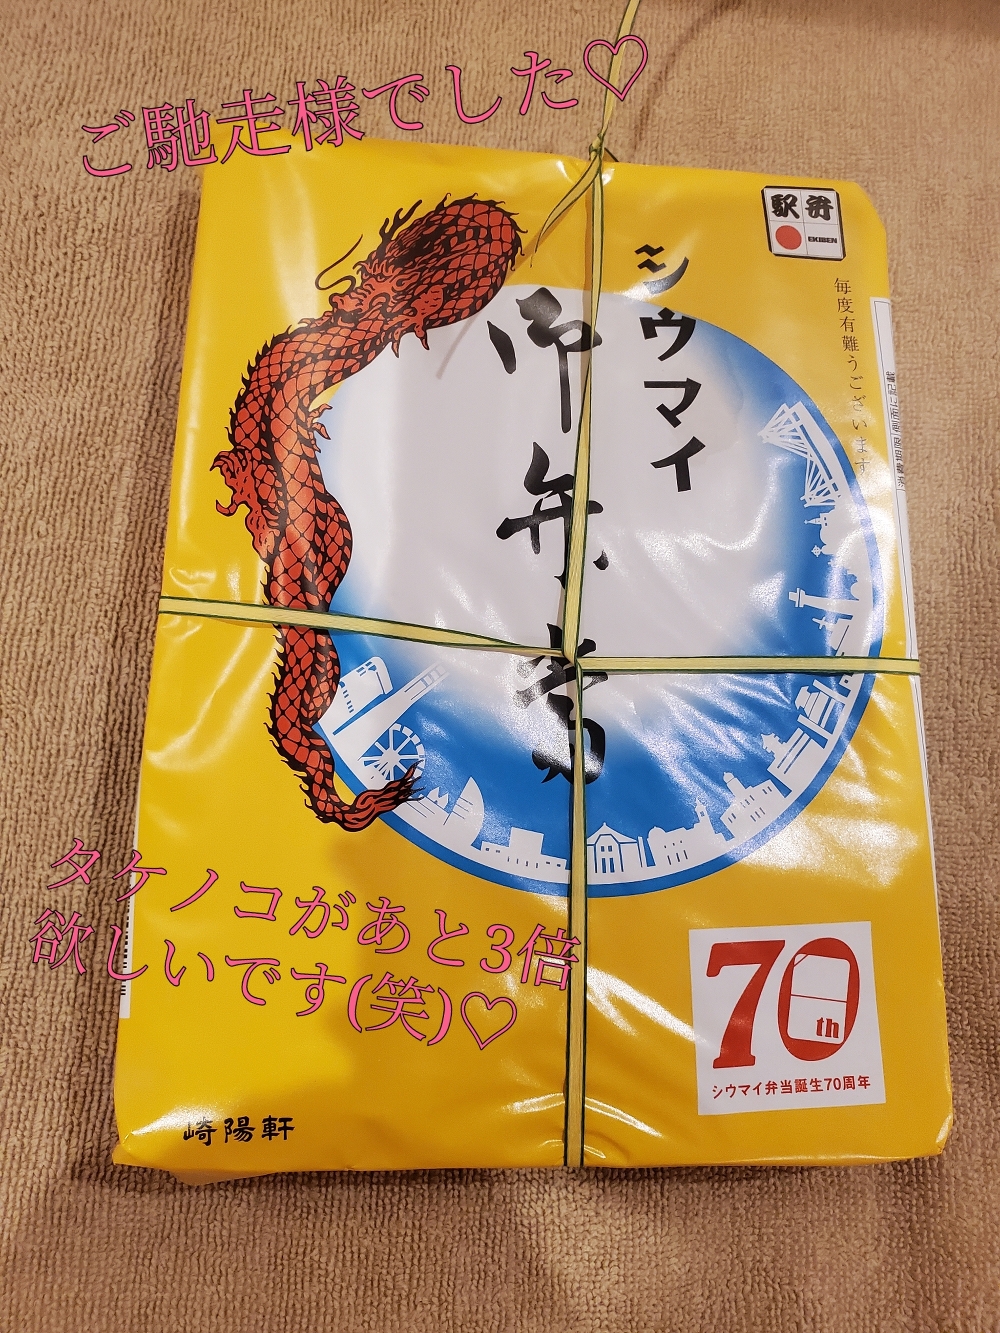 ご馳走様でした♡
駅弁
EKIBEN
毎度有難うございます
シウマイ
御弁當
タケノコがあと3倍
欲しいです(笑)♡
70th
シウマイ弁当誕生70周年
崎陽軒